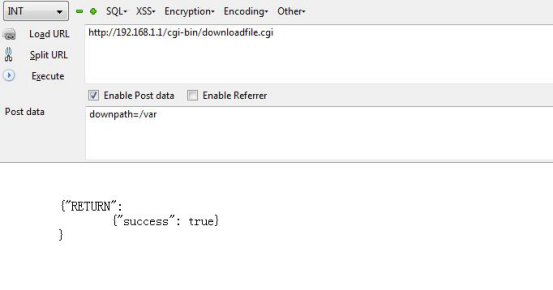 INT SQL- XSS- Encryption- Encoding- Other-
Load URL http://192.168.1.1/cgi-bin/downloadfile.cgi
Split URL
Execute
Enable Post data Enable Referrer
Post data downpath=/var
{"RETURN":
{"success": true}
}